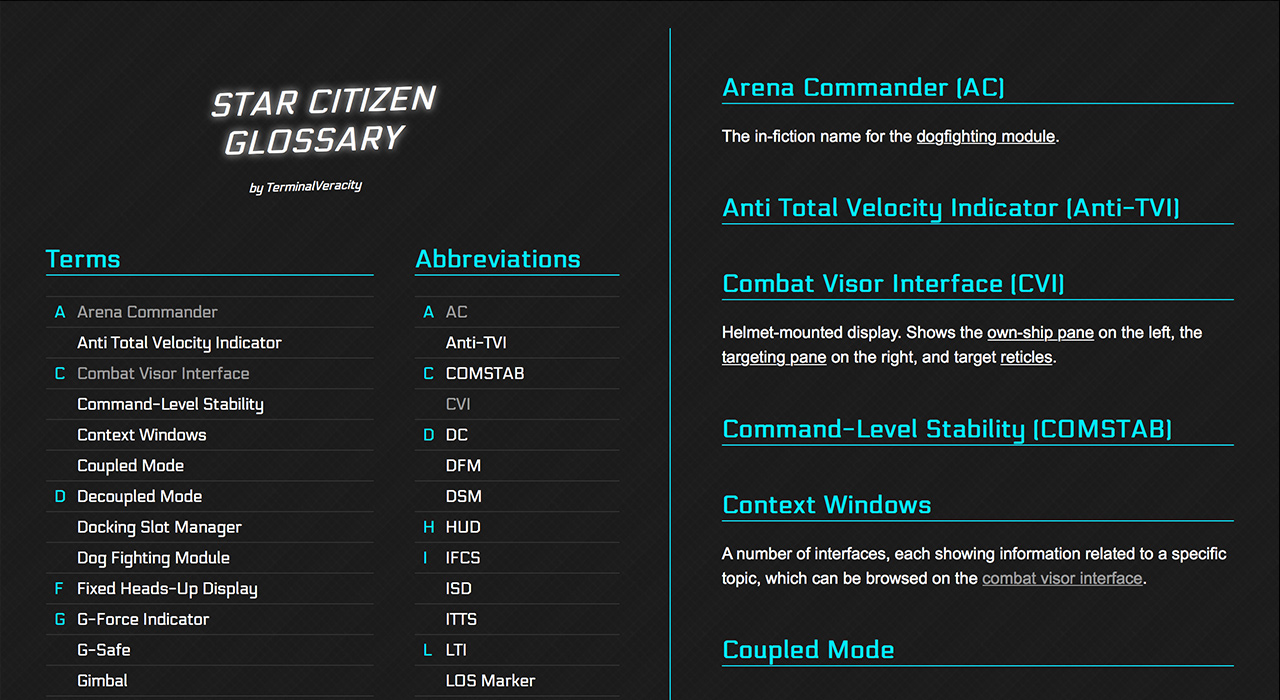 STAR CITIZEN
GLOSSARY
by TerminalVeracity
Terms
A Arena Commander
Anti Total Velocity Indicator
C Combat Visor Interface
Command-Level Stability
Context Windows
Coupled Mode
D Decoupled Mode
Docking Slot Manager
Dog Fighting Module
F Fixed Heads-Up Display
G G-Force Indicator
G-Safe
Gimbal
Abbreviations
A AC
Anti-TVI
C COMSTAB
CVI
D DC
DFM
DSM
H HUD
I IFCS
ISD
ITTS
L LTI
LOS Marker
Arena Commander (AC)
The in-fiction name for the dogfighting module.
Anti Total Velocity Indicator (Anti-TVI)
Combat Visor Interface (CVI)
Helmet-mounted display. Shows the own-ship pane on the left, the
targeting pane on the right, and target reticles.
Command-Level Stability (COMSTAB)
Context Windows
A number of interfaces, each showing information related to a specific
topic, which can be browsed on the combat visor interface.
Coupled Mode